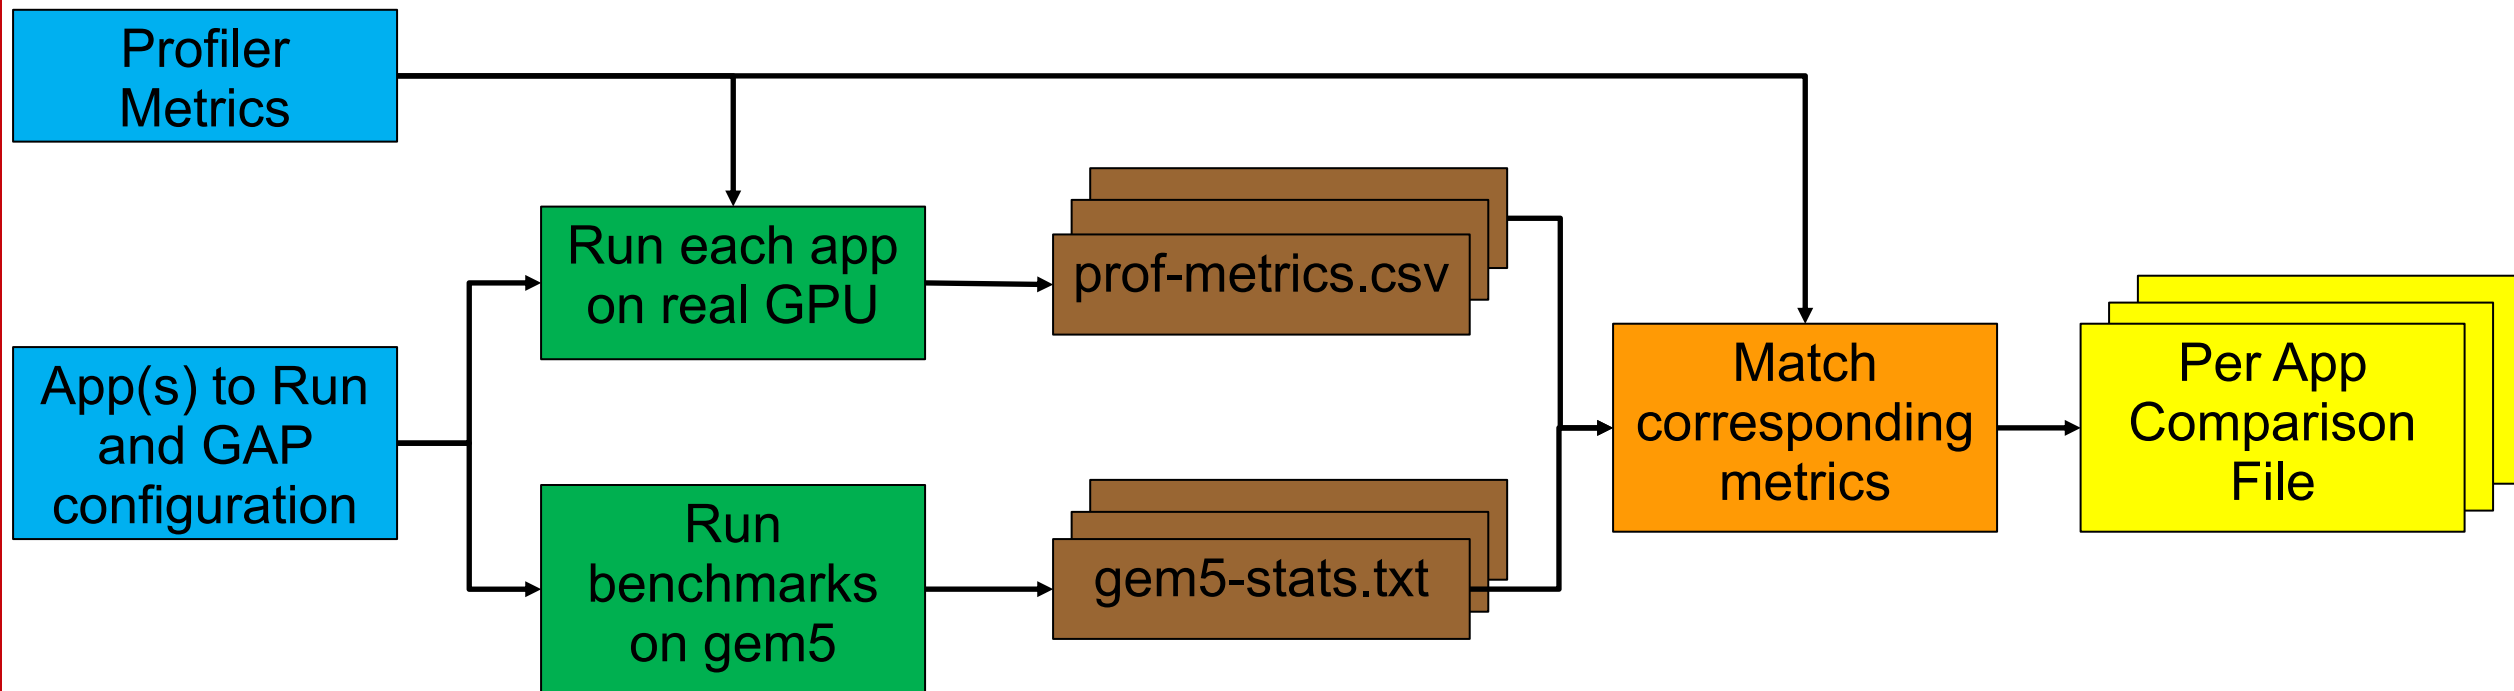 Profiler
Metrics
App(s) to Run
and GAP
configuration
Run each app
on real GPU
Run
benchmarks
on gem5
prof-metrics.csv
gem5-stats.txt
Match
corresponding
metrics
Per App
Comparison
File